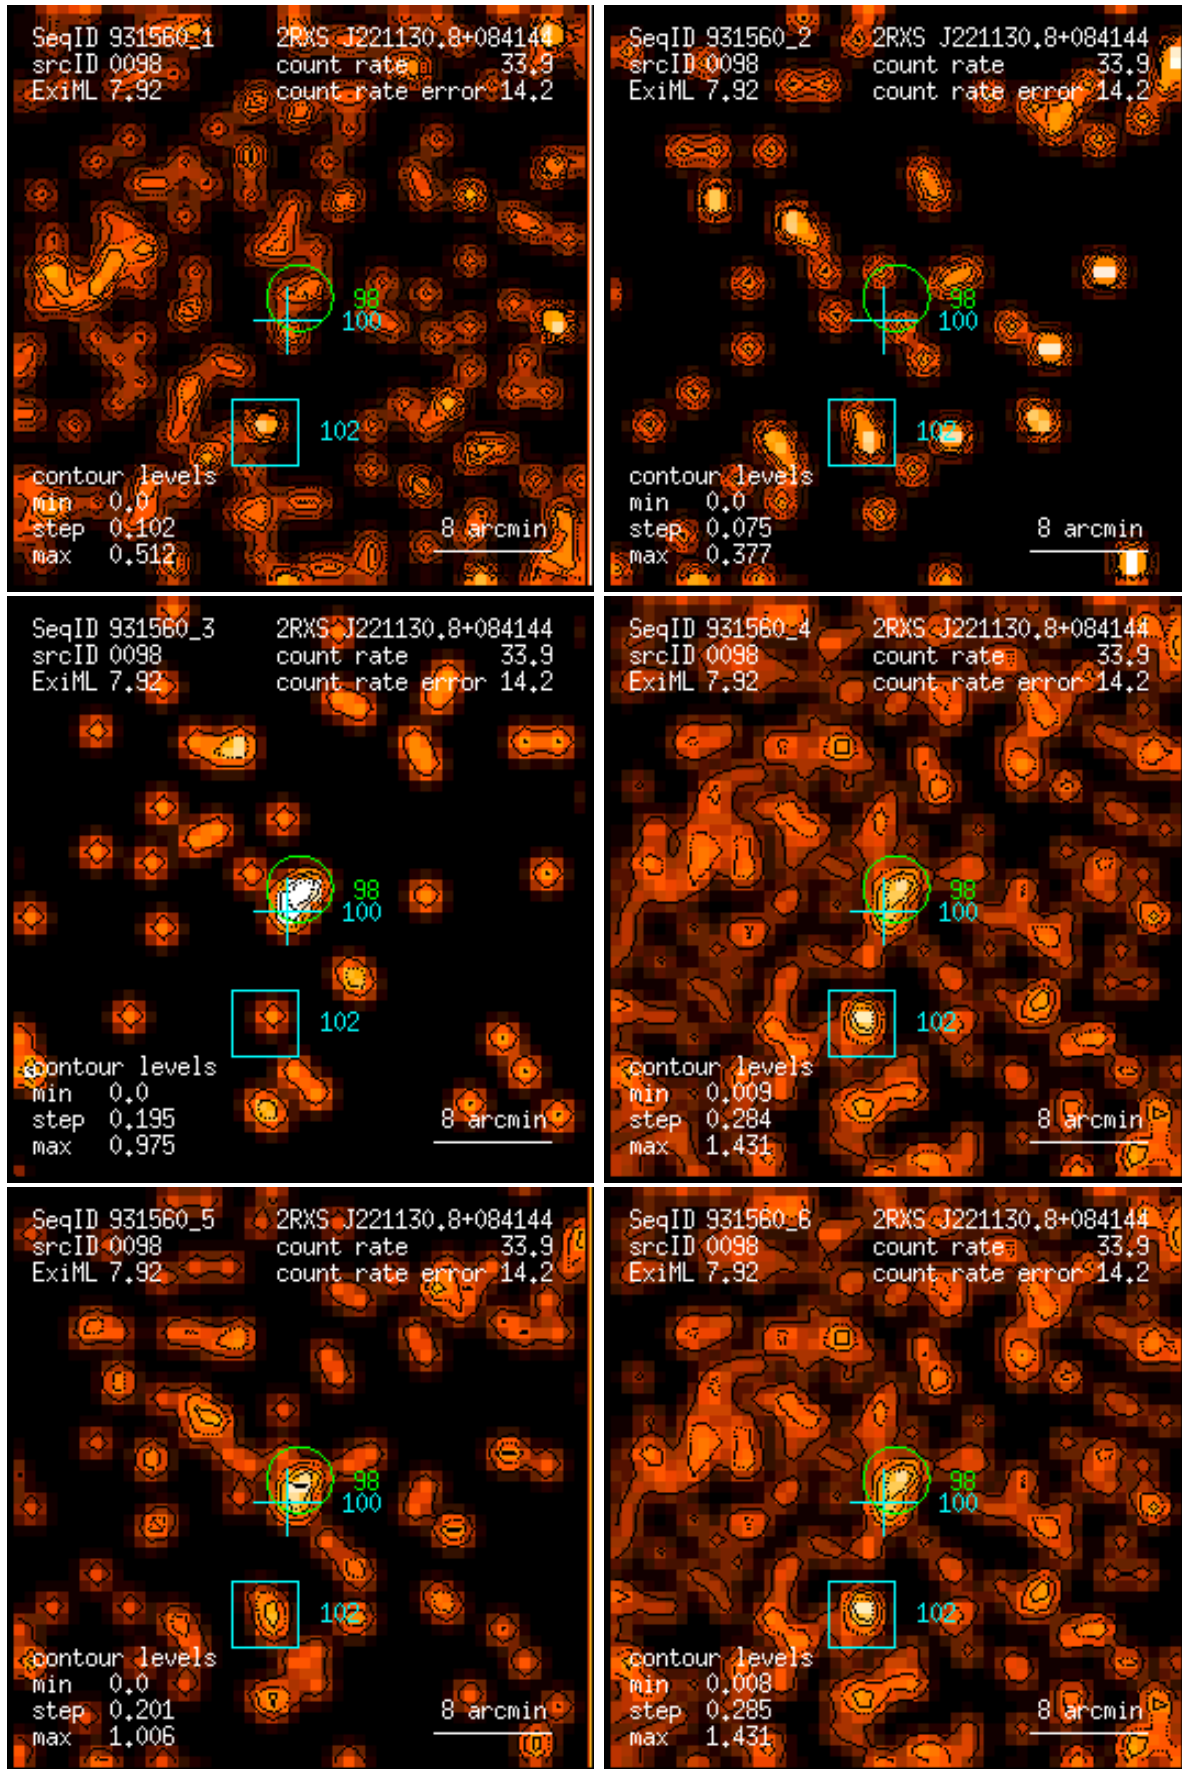 SeqID 931560_1 2RXS J221130.8+084144
srcID 0098 count rate 33.9
ExiML 7.92 count rate error 14.2
98
100
102
contour levels
min 0.0
step 0.102 8 arcmin
max 0.512
SeqID 931560_2 2RXS J221130.8+084144
srcID 0098 count rate 33.9
ExiML 7.92 count rate error 14.2
98
100
102
contour levels
min 0.0
step 0.075 8 arcmin
max 0.377
SeqID 931560_3 2RXS J221130.8+084144
srcID 0098 count rate 33.9
ExiML 7.92 count rate error 14.2
98
100
102
contour levels
min 0.0
step 0.195 8 arcmin
max 0.975
SeqID 931560_4 2RXS J221130.8+084144
srcID 0098 count rate 33.9
ExiML 7.92 count rate error 14.2
98
100
102
contour levels
min 0.009
step 0.284 8 arcmin
max 1.431
SeqID 931560_5 2RXS J221130.8+084144
srcID 0098 count rate 33.9
ExiML 7.92 count rate error 14.2
98
100
102
contour levels
min 0.0
step 0.201 8 arcmin
max 1.006
SeqID 931560_6 2RXS J221130.8+084144
srcID 0098 count rate 33.9
ExiML 7.92 count rate error 14.2
98
100
102
contour levels
min 0.008
step 0.285 8 arcmin
max 1.431